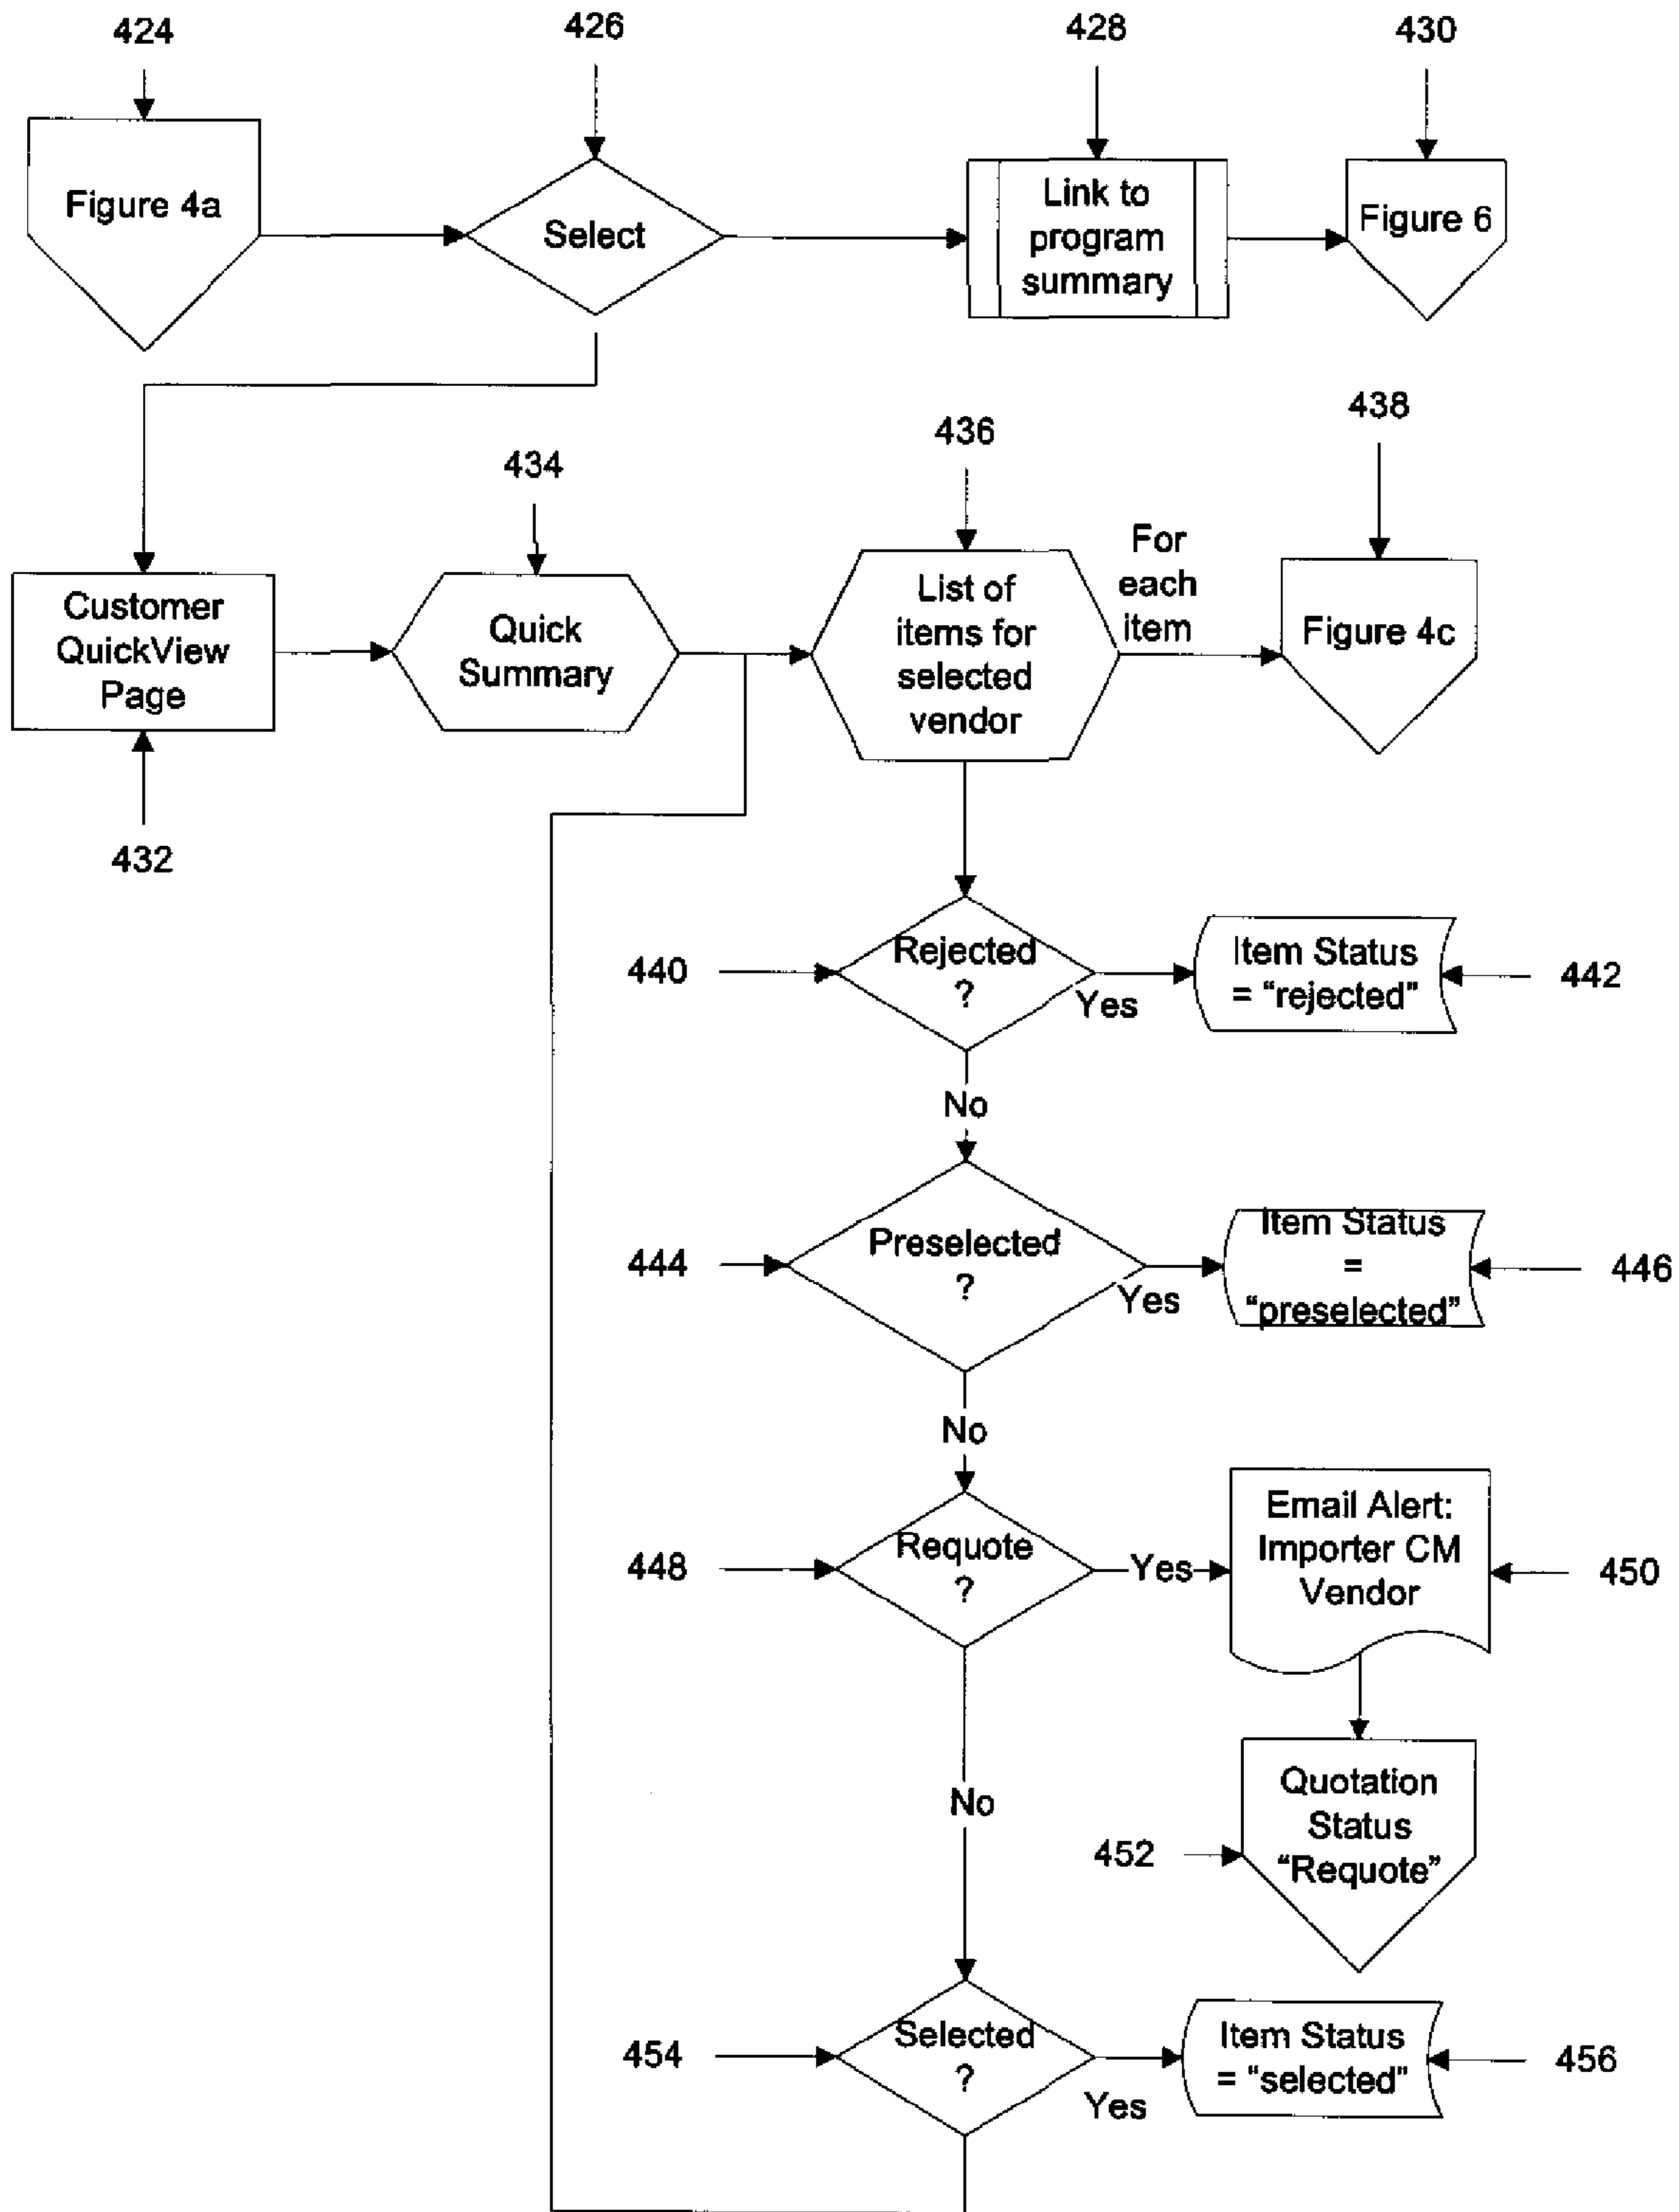 424
426
428
430
Figure 4a
Select
Link to
program
summary
Figure 6
438
436
434
For
each
item
Customer
QuickView
Page
Quick
Summary
List of
items for
selected
vendor
Figure 4c
432
440
Rejected
?
Yes
Item Status
= “rejected”
442
No
444
Preselected
?
Yes
Item Status
=
“preselected”
446
No
448
Requote
?
Yes
Email Alert:
Importer CM
Vendor
450
No
452
Quotation
Status
“Requote”
454
Selected
?
Yes
Item Status
= “selected”
456